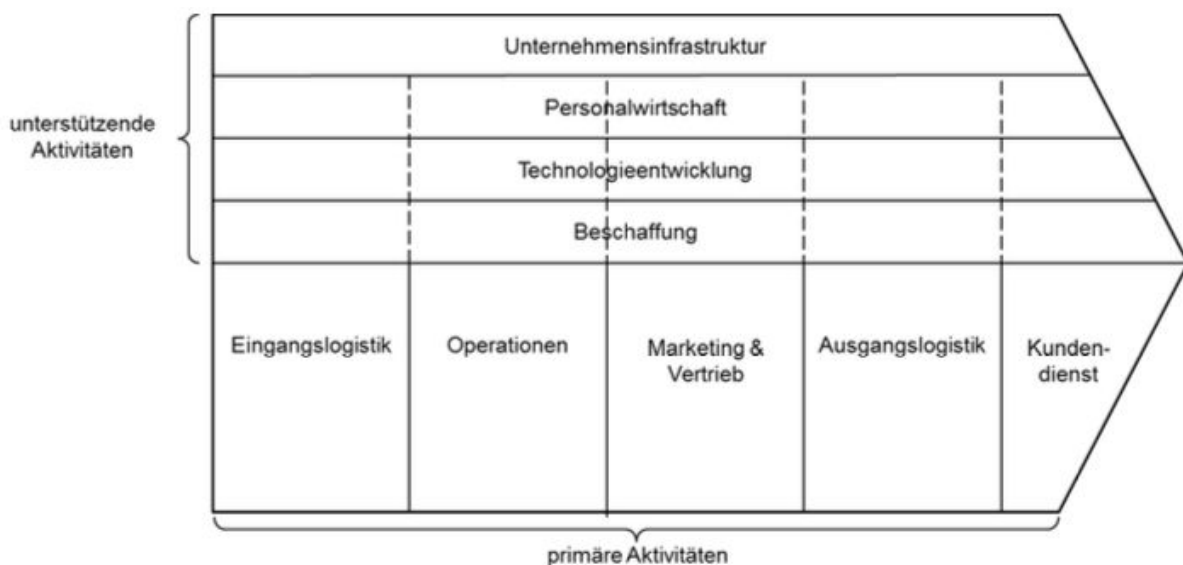 Unternehmensinfrastruktur
Personalwirtschaft
unterstützende
Aktivitäten
Technologieentwicklung
Beschaffung
Eingangslogistik
Operationen
Marketing &
Vertrieb
Ausgangslogistik
Kunden-
dienst
primäre Aktivitäten